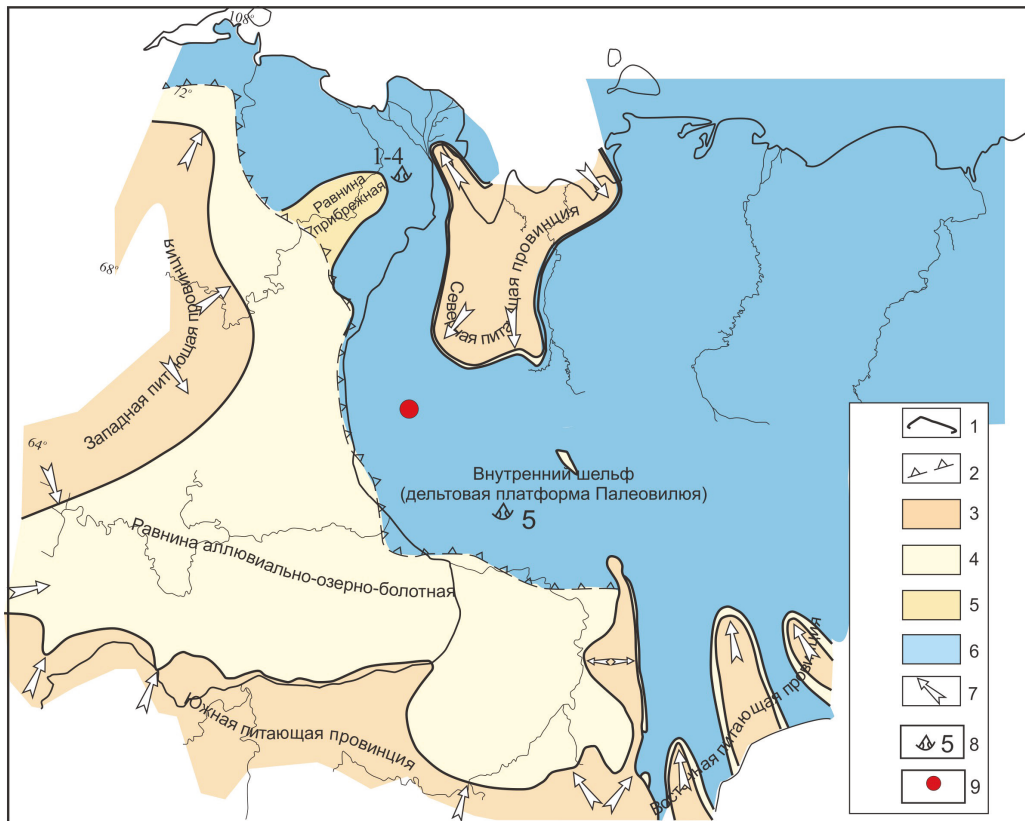 108°
72°
1-4
Равнина
прибрежная
68°
Западная питающая провинция
Северная питающая провинция
64°
Внутренний шельф
(дельтовая платформа Палеовилюя)
5
Равнина аллювиально-озерно-болотная
Южная питающая провинция
Восточная питающая провинция
1
2
3
4
5
6
7
5 8
9